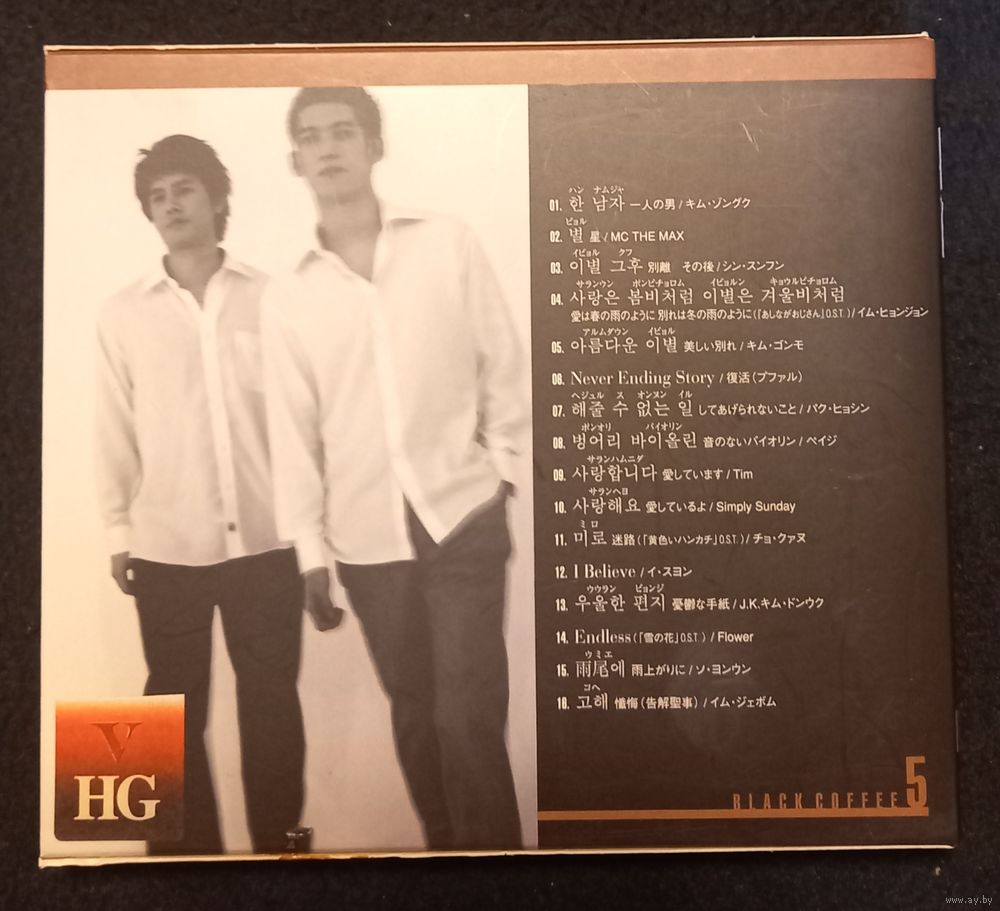 ハン ナムジャ
01. 한 남자 一人の男 / キム・ゾングク
ビョル
02. 별 星 / MC THE MAX
イビョル クフ
03. 이별 그후 別離 その後 / シン・スンフン
サランウン ボンビチョロム イビョルン キョウルビチョロム
04. 사랑은 봄비처럼 이별은 겨울비처럼
愛は春の雨のように 別れは冬の雨のように(「あしながおじさん」O.S.T.) / イム・ヒョンジョン
アルムダウン イビョル
05. 아름다운 이별 美しい別れ / キム・ゴンモ
06. Never Ending Story / 復活(プファル)
ヘジュル ス オンヌン イル
07. 해줄 수 없는 일 してあげられないこと / パク・ヒョシン
ボンオリ バイオリン
08. 벙어리 바이올린 音のないバイオリン / ペイジ
サランハムニダ
09. 사랑합니다 愛しています / Tim
サランヘヨ
10. 사랑해요 愛しているよ / Simply Sunday
ミロ
11. 미로 迷路(「黄色いハンカチ」O.S.T.) / チョ・クァヌ
12. I Believe / イ・スヨン
ウウラン ピョンジ
13. 우울한 편지 憂鬱な手紙 / J.K.キム・ドンウク
14. Endless(「雪の花」O.S.T.) / Flower
ウミエ
15. 雨尾에 雨上がりに / ソ・ヨンウン
コヘ
16. 고해 懺悔(告解聖事) / イム・ジェボム
V
HG
BLACK COFFEE 5
www.ay.by